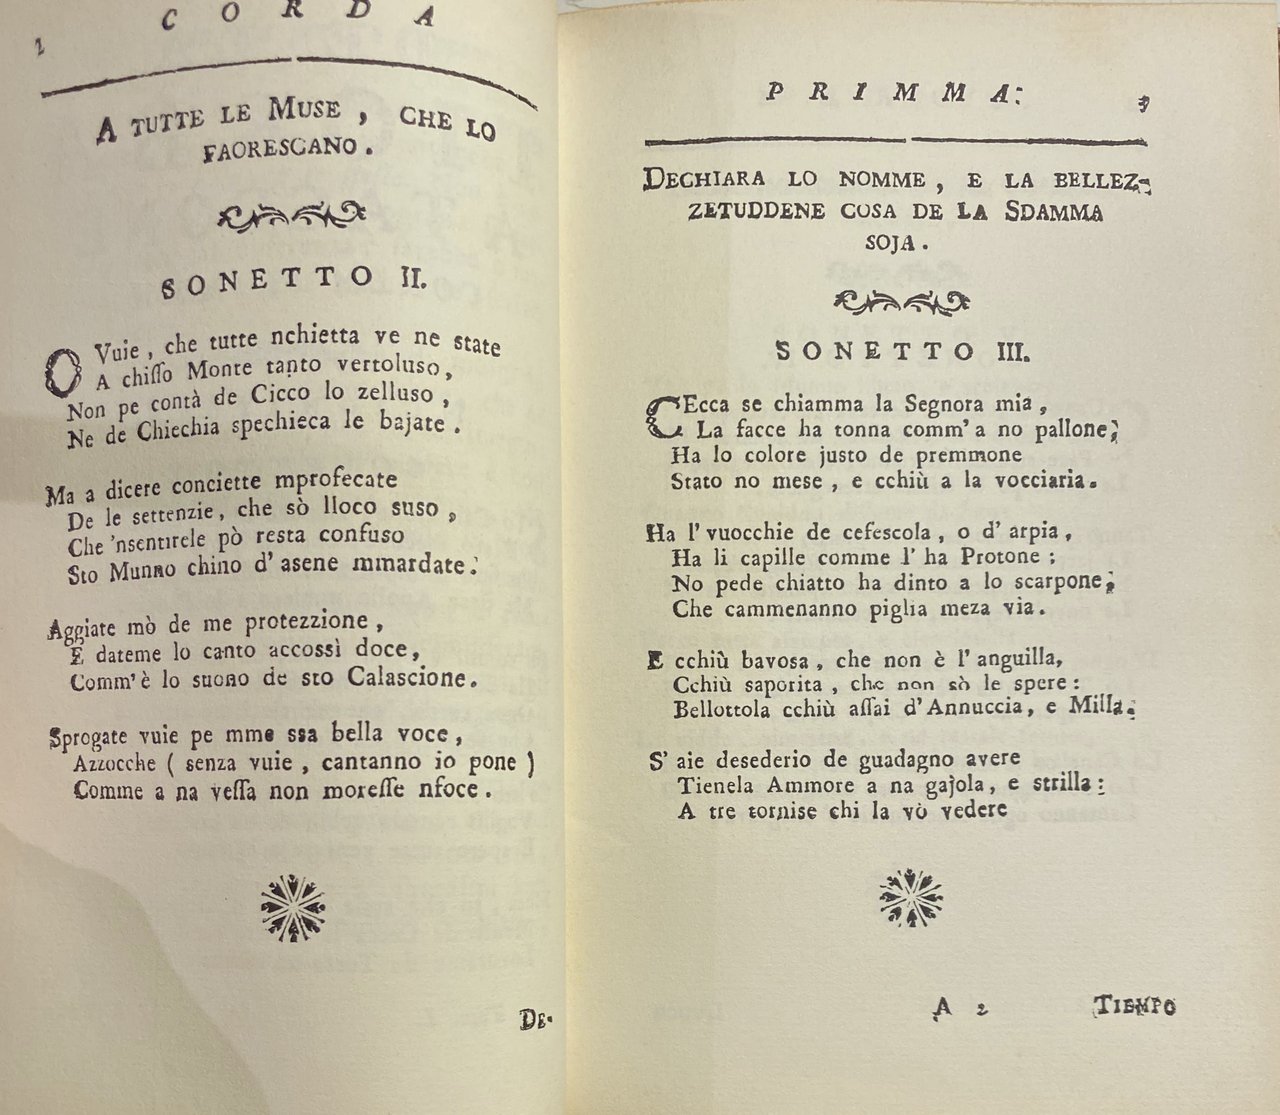 2
C O R D A
A TUTTE LE MUSE, CHE LO
FAORESCANO.
SONETTO II.
O Vuie, che tutte nchietta ve ne state
A chiſſo Monte tanto vertoluso,
Non pe contà de Cicco lo zelluso,
Ne de Chiechia spechieca le bajate.
Ma a dicere conciette mprofecate
De le settenzie, che sò lloco suso,
Che 'nsentirele pò resta confuso
Sto Munno chino d'asene mmardate.
Aggiate mò de me protezzione,
E dateme lo canto accossì doce,
Comm'è lo suono de sto Calascione.
Sprogate vuie pe mme ssa bella voce,
Azzocche (senza vuie, cantanno io pone)
Comme a na veſſa non moreſſe nfoce.
DE-
P R I M M A.
3
DECHIARA LO NOMME, E LA BELLEZ-
ZETUDDENE COSA DE LA SDAMMA
SOJA.
SONETTO III.
CEcca se chiamma la Segnora mia,
La facce ha tonna comm'a no pallone;
Ha lo colore justo de premmone
Stato no mese, e cchiù a la vocciaria.
Ha l'vuocchie de cefescola, o d'arpia,
Ha li capille comme l'ha Protone:
No pede chiatto ha dinto a lo scarpone;
Che cammenanno piglia meza via.
E cchiù bavosa, che non è l'anguilla,
Cchiù saporita, che non sò le spere:
Bellottola cchiù aſſai d'Annuccia, e Milla.
S'aie desederio de guadagno avere
Tienela Ammore a na gajola, e strilla:
A tre tornise chi la vò vedere
A 2
TIEMPO